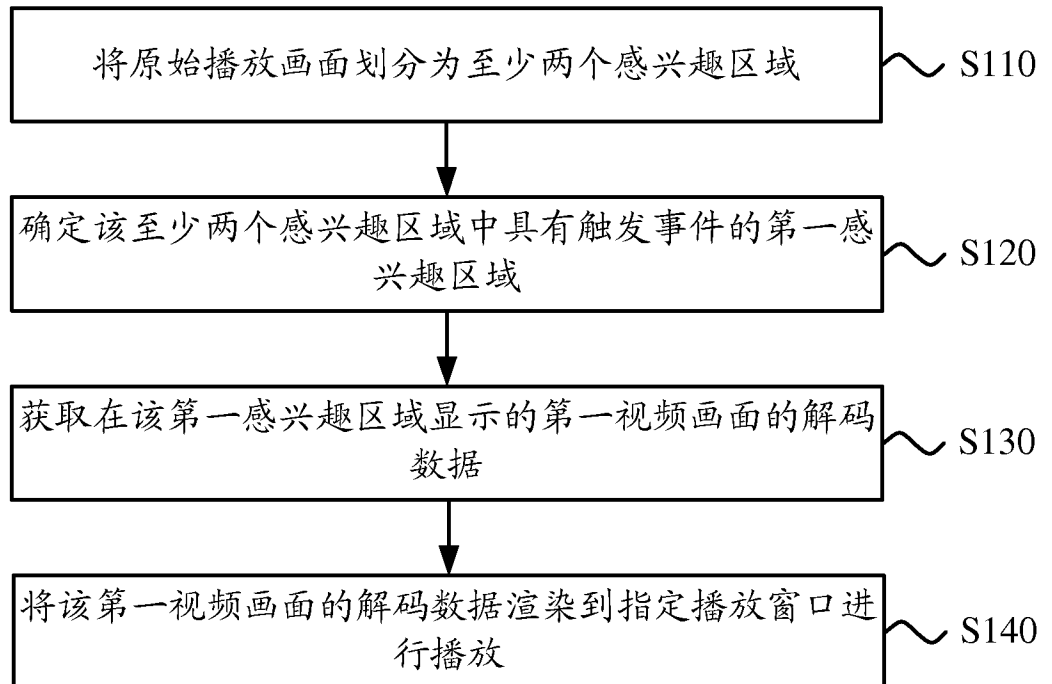 将原始播放画面划分为至少两个感兴趣区域
S110
确定该至少两个感兴趣区域中具有触发事件的第一感
兴趣区域
S120
获取在该第一感兴趣区域显示的第一视频画面的解码
数据
S130
将该第一视频画面的解码数据渲染到指定播放窗口进
行播放
S140